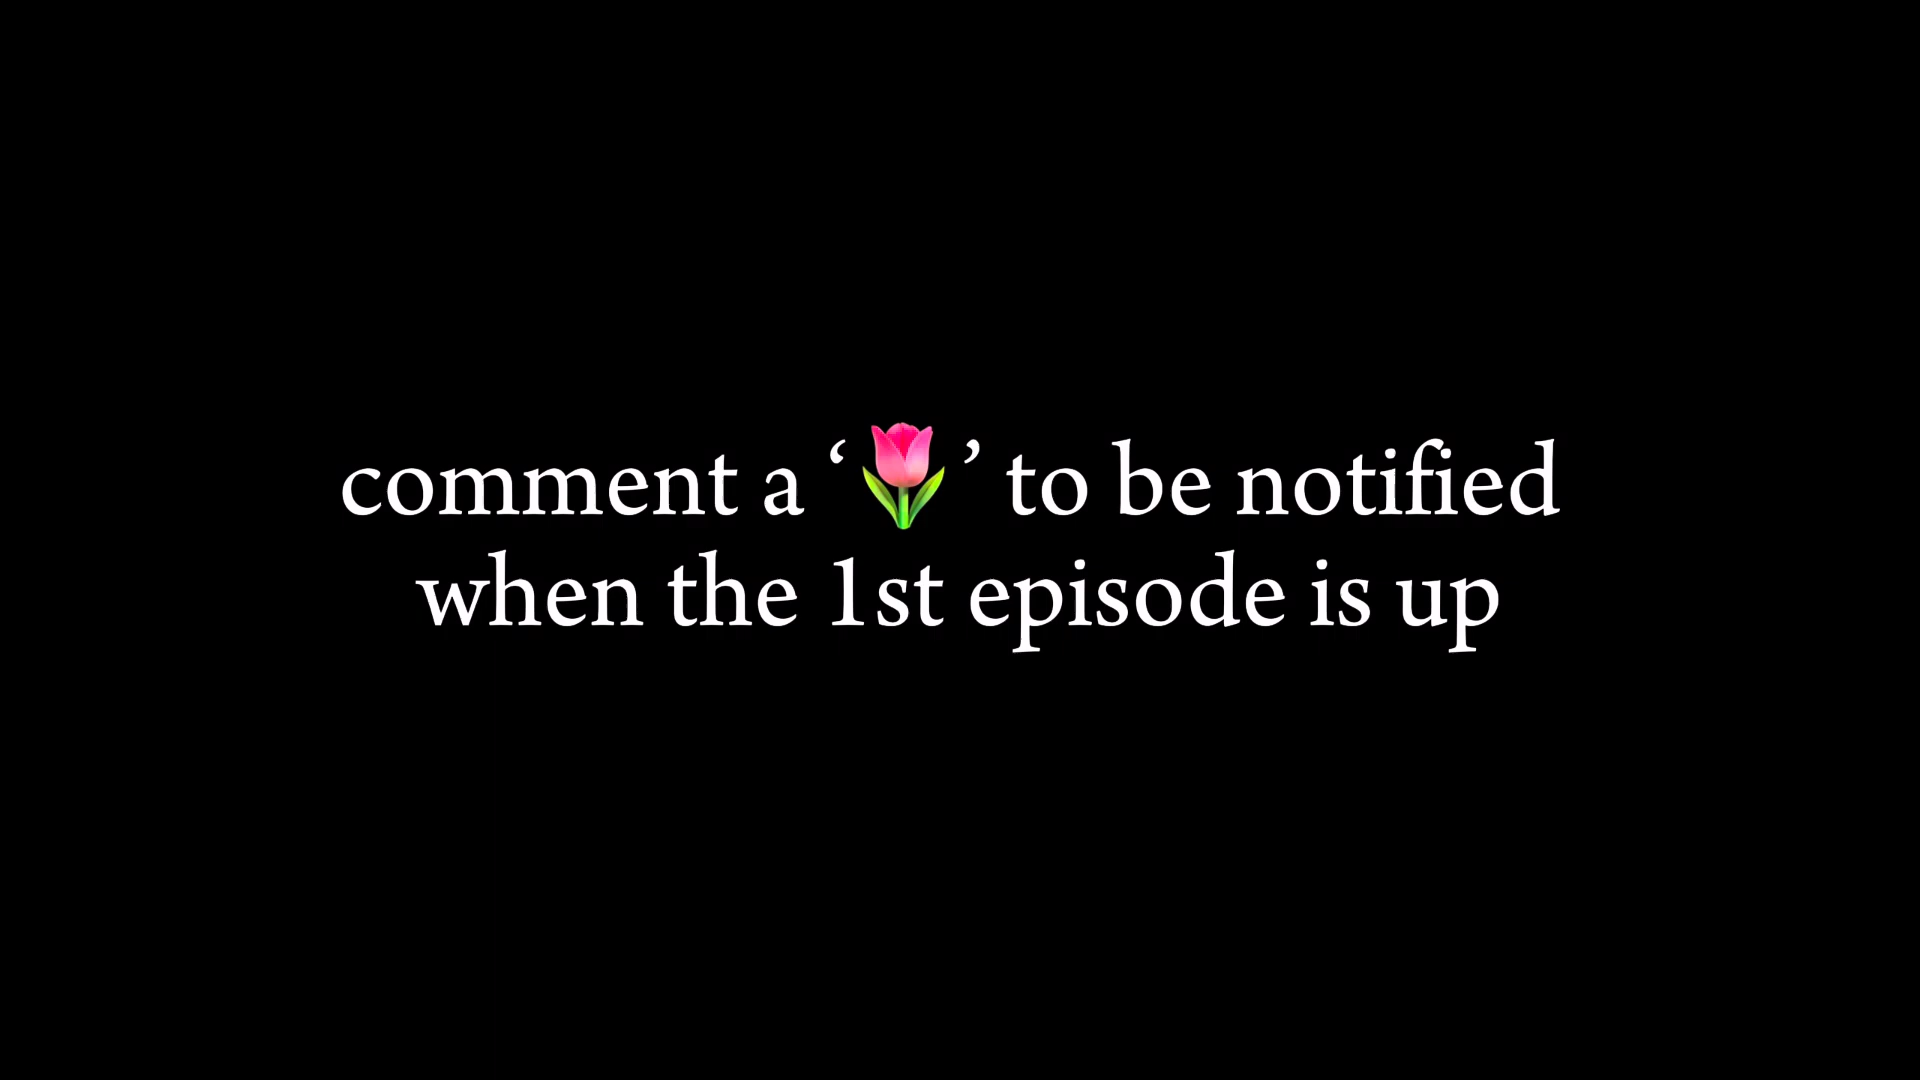 comment a ‘🌷’ to be notified
when the 1st episode is up